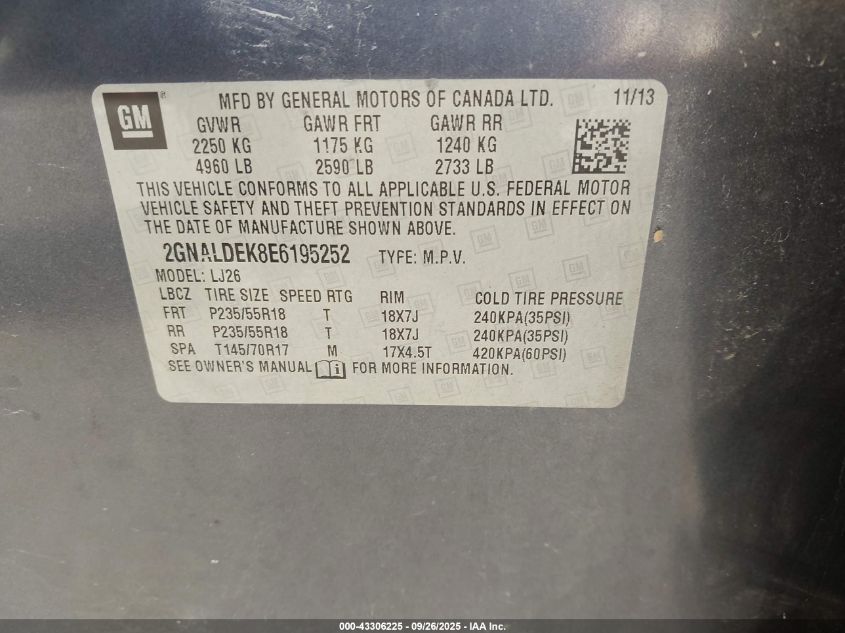 GM
MFD BY GENERAL MOTORS OF CANADA LTD. 11/13
GVWR GAWR FRT GAWR RR
2250 KG 1175 KG 1240 KG
4960 LB 2590 LB 2733 LB
THIS VEHICLE CONFORMS TO ALL APPLICABLE U.S. FEDERAL MOTOR
VEHICLE SAFETY AND THEFT PREVENTION STANDARDS IN EFFECT ON
THE DATE OF MANUFACTURE SHOWN ABOVE.
2GNALDEK8E6195252 TYPE: M.P.V.
MODEL: LJ26
LBCZ TIRE SIZE SPEED RTG RIM COLD TIRE PRESSURE
FRT P235/55R18 T 18X7J 240KPA(35PSI)
RR P235/55R18 T 18X7J 240KPA(35PSI)
SPA T145/70R17 M 17X4.5T 420KPA(60PSI)
SEE OWNER'S MANUAL FOR MORE INFORMATION.
000-43306225 - 09/26/2025 - IAA Inc.